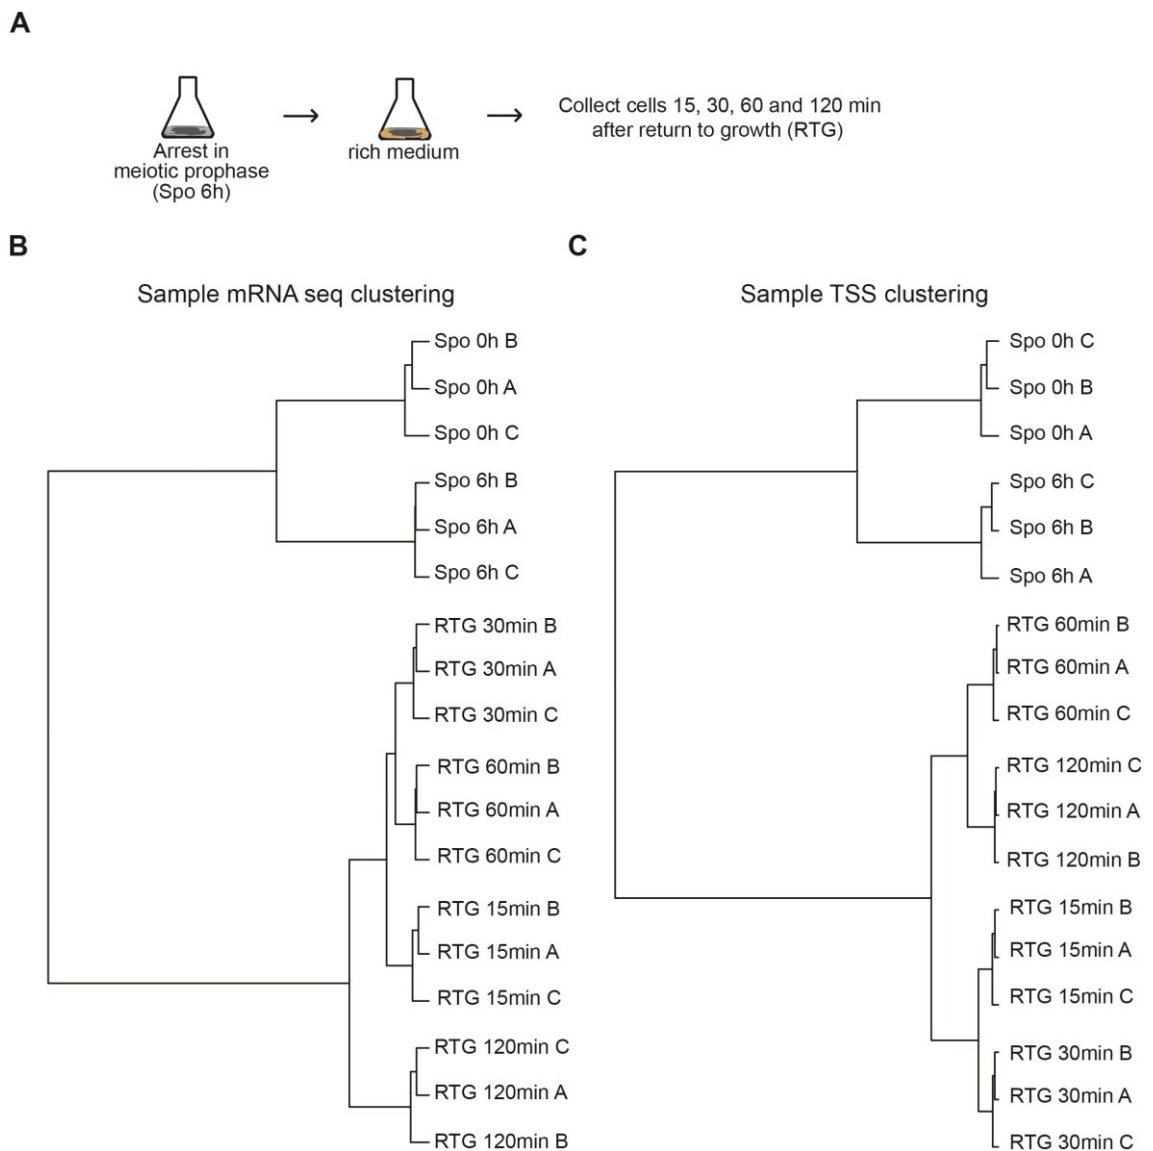 A
Arrest in
meiotic prophase
(Spo 6h)
rich medium
Collect cells 15, 30, 60 and 120 min
after return to growth (RTG)
B
Sample mRNA seq clustering
Spo 0h B
Spo 0h A
Spo 0h C
Spo 6h B
Spo 6h A
Spo 6h C
RTG 30min B
RTG 30min A
RTG 30min C
RTG 60min B
RTG 60min A
RTG 60min C
RTG 15min B
RTG 15min A
RTG 15min C
RTG 120min C
RTG 120min A
RTG 120min B
C
Sample TSS clustering
Spo 0h C
Spo 0h B
Spo 0h A
Spo 6h C
Spo 6h B
Spo 6h A
RTG 60min B
RTG 60min A
RTG 60min C
RTG 120min C
RTG 120min A
RTG 120min B
RTG 15min B
RTG 15min A
RTG 15min C
RTG 30min B
RTG 30min A
RTG 30min C